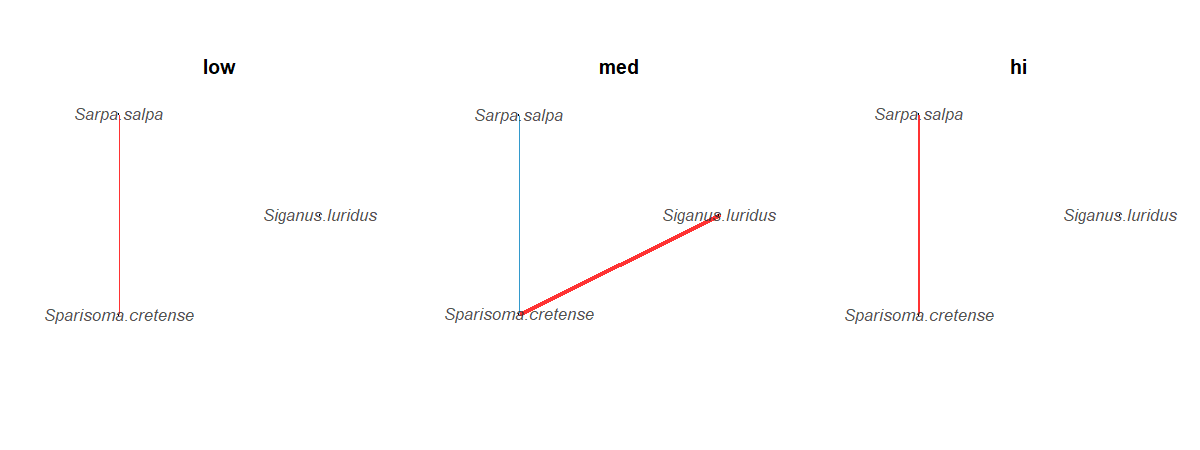 low
med
hi
Sarpa.salpa
Sarpa.salpa
Sarpa.salpa
Siganus.luridus
Siganus.luridus
Siganus.luridus
Sparisoma.cretense
Sparisoma.cretense
Sparisoma.cretense